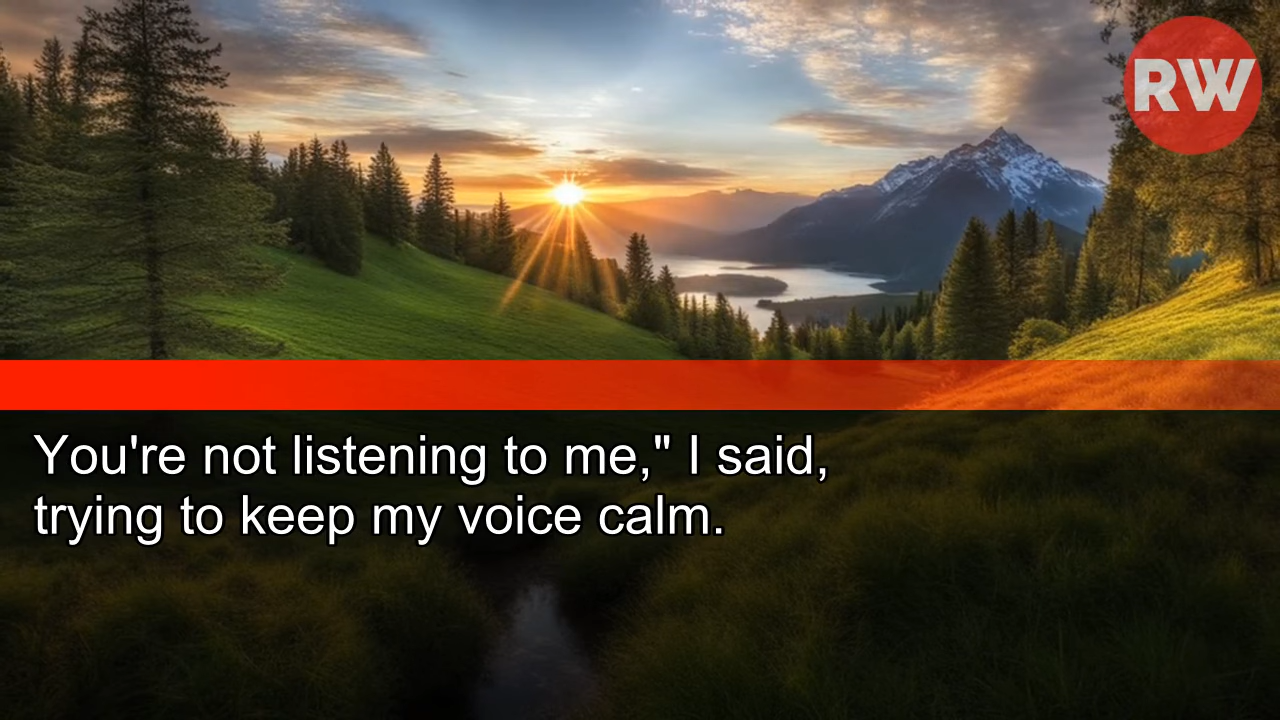 RW
You're not listening to me," I said,
trying to keep my voice calm.